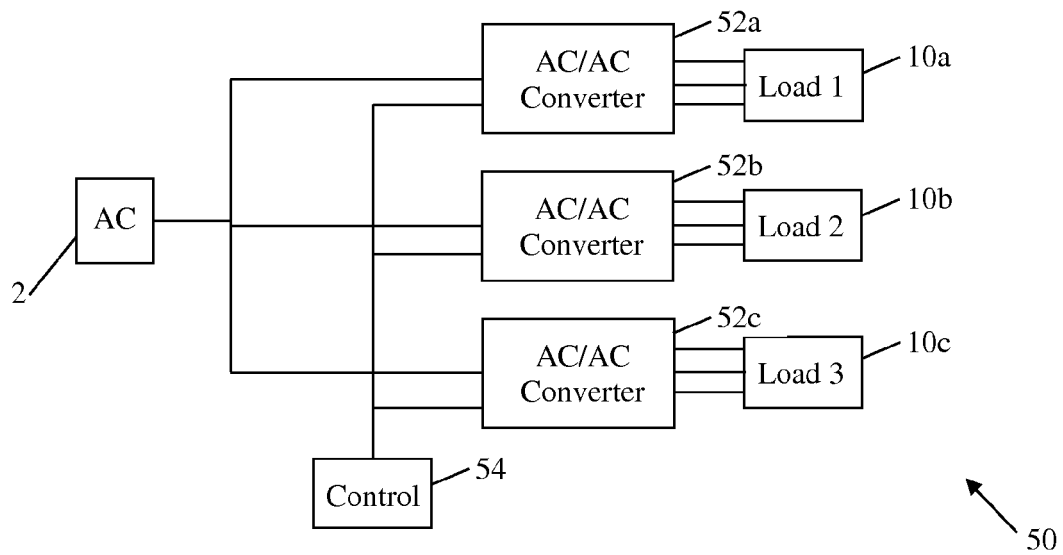 52a
AC/AC
Converter
Load 1
10a
52b
AC
AC/AC
Converter
Load 2
10b
2
52c
AC/AC
Converter
Load 3
10c
Control
54
50